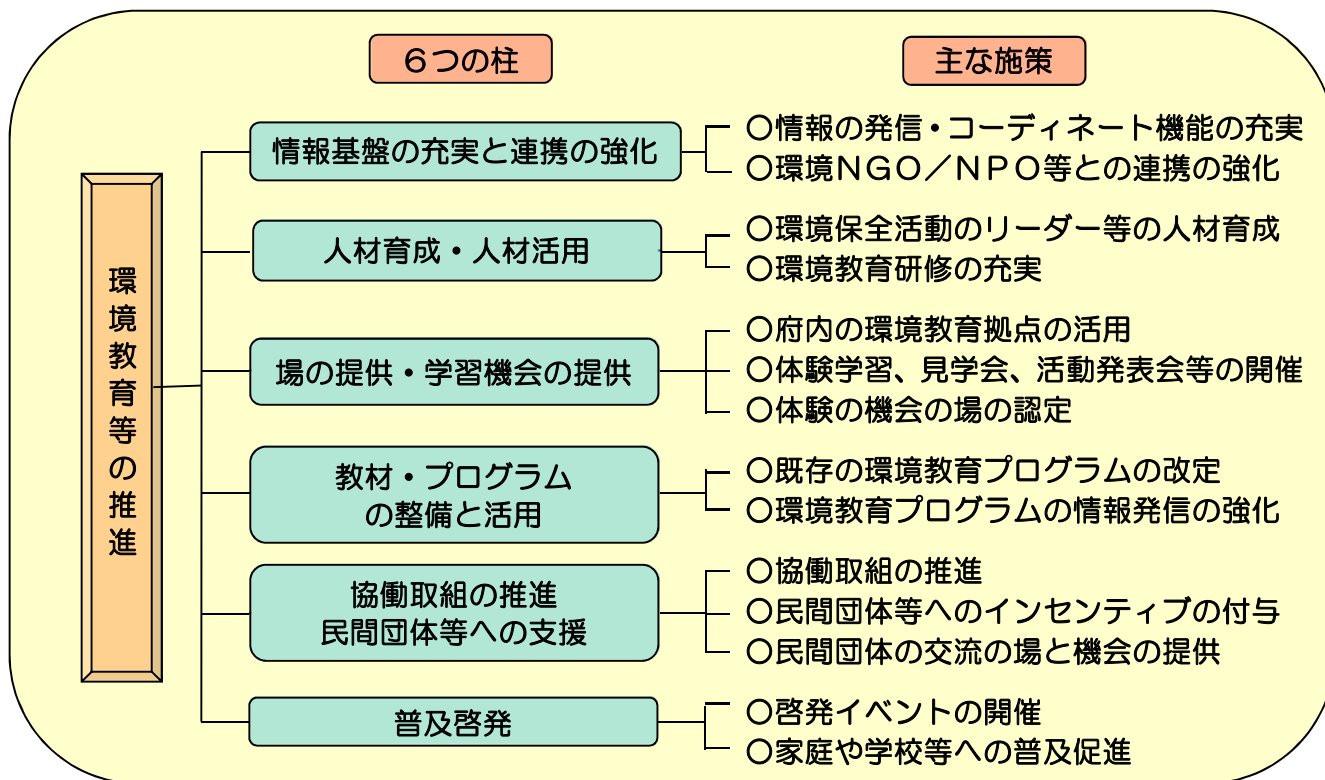 6つの柱
主な施策
環境教育等の推進
情報基盤の充実と連携の強化
〇情報の発信・コーディネート機能の充実
〇環境NGO/NPO等との連携の強化
人材育成・人材活用
〇環境保全活動のリーダー等の人材育成
〇環境教育研修の充実
場の提供・学習機会の提供
〇府内の環境教育拠点の活用
〇体験学習、見学会、活動発表会等の開催
〇体験の機会の場の認定
教材・プログラム
の整備と活用
〇既存の環境教育プログラムの改定
〇環境教育プログラムの情報発信の強化
協働取組の推進
民間団体等への支援
〇協働取組の推進
〇民間団体等へのインセンティブの付与
〇民間団体の交流の場と機会の提供
普及啓発
〇啓発イベントの開催
〇家庭や学校等への普及促進